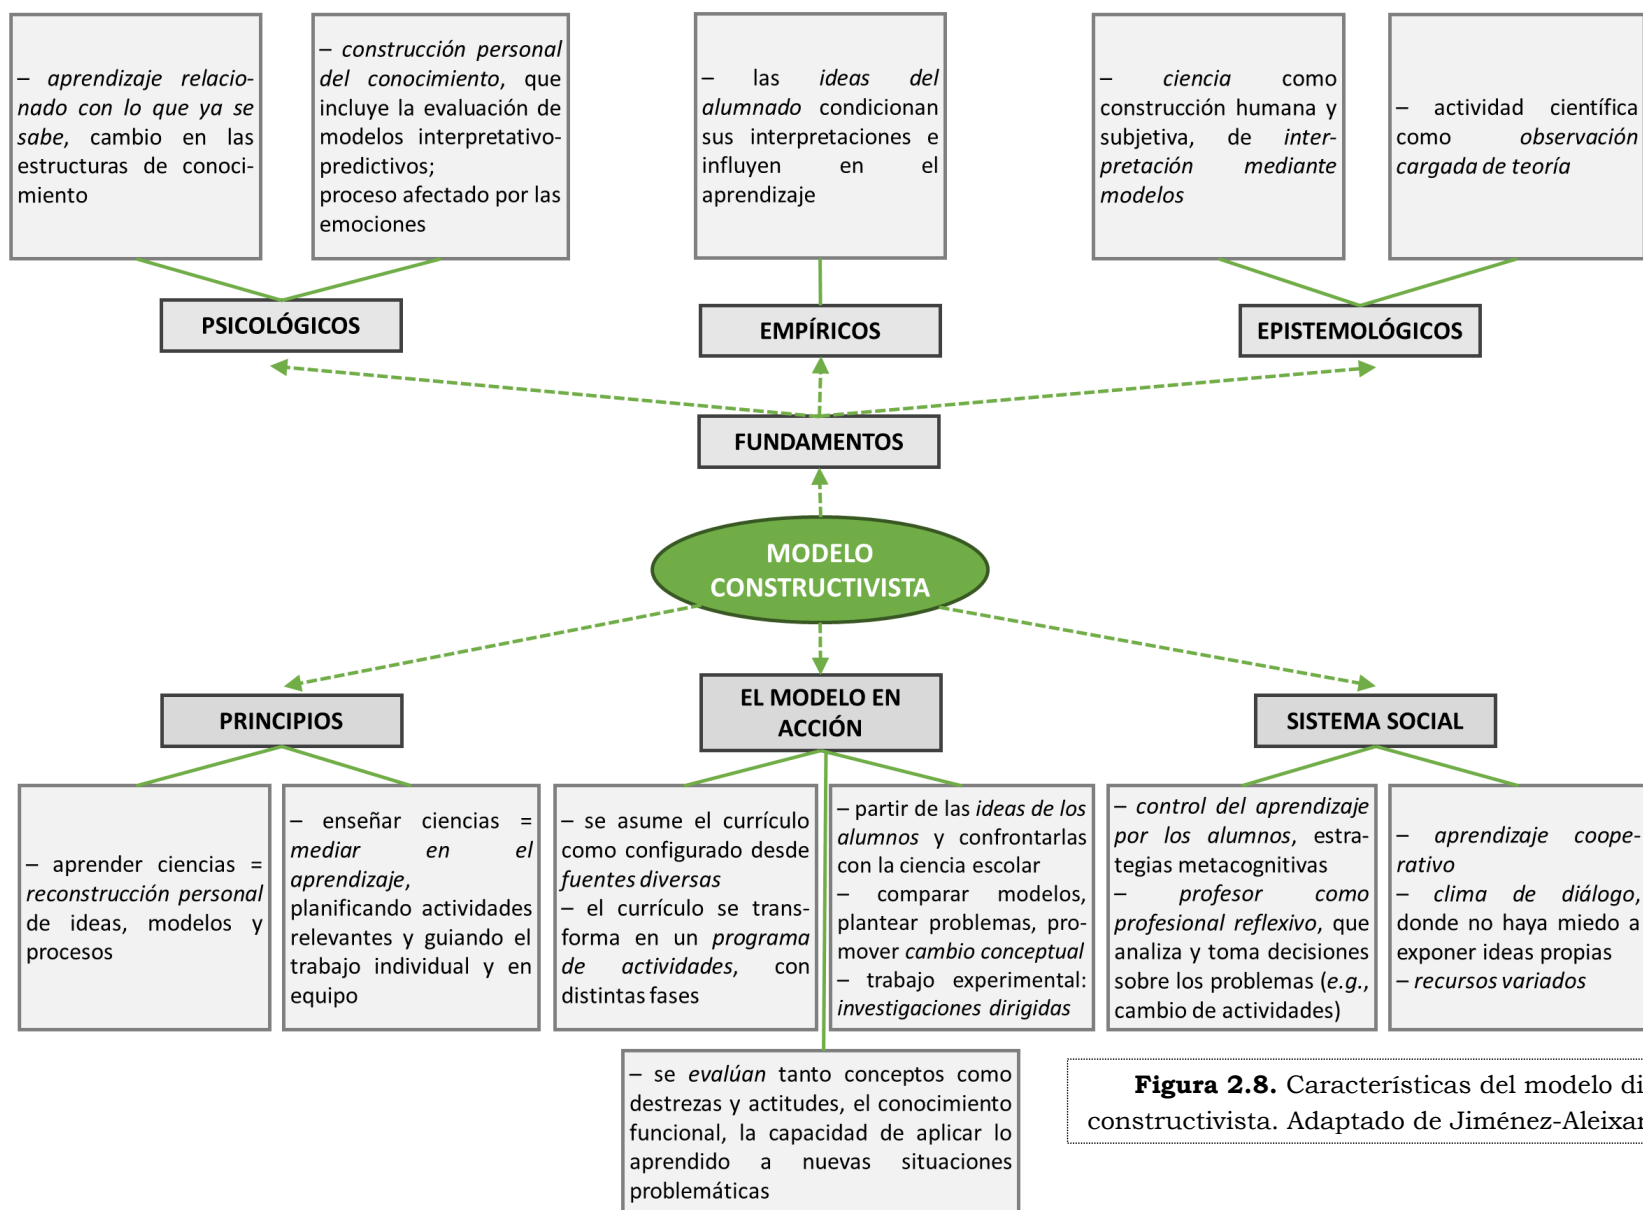 – aprendizaje relacio-
nado con lo que ya se
sabe, cambio en las
estructuras de conoci-
miento
– construcción personal
del conocimiento, que
incluye la evaluación de
modelos interpretativo-
predictivos;
proceso afectado por las
emociones
– las ideas del
alumnado condicionan
sus interpretaciones e
influyen en el
aprendizaje
– ciencia como
construcción humana y
subjetiva, de inter-
pretación mediante
modelos
– actividad científica
como observación
cargada de teoría
PSICOLÓGICOS
EMPÍRICOS
EPISTEMOLÓGICOS
FUNDAMENTOS
MODELO
CONSTRUCTIVISTA
PRINCIPIOS
EL MODELO EN
ACCIÓN
SISTEMA SOCIAL
– aprender ciencias =
reconstrucción personal
de ideas, modelos y
procesos
– enseñar ciencias =
mediar en el
aprendizaje,
planificando actividades
relevantes y guiando el
trabajo individual y en
equipo
– se asume el currículo
como configurado desde
fuentes diversas
– el currículo se trans-
forma en un programa
de actividades, con
distintas fases
– partir de las ideas de los
alumnos y confrontarlas
con la ciencia escolar
– comparar modelos,
plantear problemas, pro-
mover cambio conceptual
– trabajo experimental:
investigaciones dirigidas
– control del aprendizaje
por los alumnos, estra-
tegias metacognitivas
– profesor como
profesional reflexivo, que
analiza y toma decisiones
sobre los problemas (e.g.,
cambio de actividades)
– aprendizaje coope-
rativo
– clima de diálogo,
donde no haya miedo a
exponer ideas propias
– recursos variados
– se evalúan tanto conceptos como
destrezas y actitudes, el conocimiento
funcional, la capacidad de aplicar lo
aprendido a nuevas situaciones
problemáticas
Figura 2.8. Características del modelo di
constructivista. Adaptado de Jiménez-Aleixar